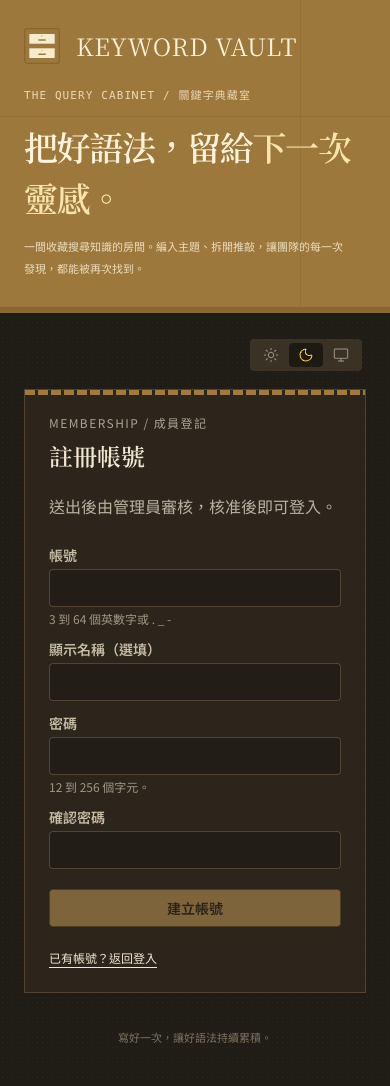 KEYWORD VAULT
THE QUERY CABINET / 關鍵字典藏室
把好語法，留給下一次
靈感。
一間收藏搜尋知識的房間。編入主題、拆開推敲，讓團隊的每一次
發現，都能被再次找到。
MEMBERSHIP / 成員登記
註冊帳號
送出後由管理員審核，核准後即可登入。
帳號
3 到 64 個英數字或 . _ -
顯示名稱（選填）
密碼
12 到 256 個字元。
確認密碼
建立帳號
已有帳號？返回登入
寫好一次，讓好語法持續累積。